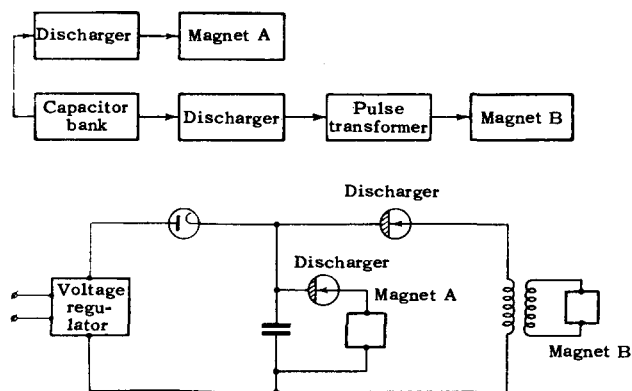 Discharger
Magnet A
Capacitor
bank
Discharger
Pulse
transformer
Magnet B
Discharger
Discharger
Voltage
regu-
lator
Magnet A
Magnet B